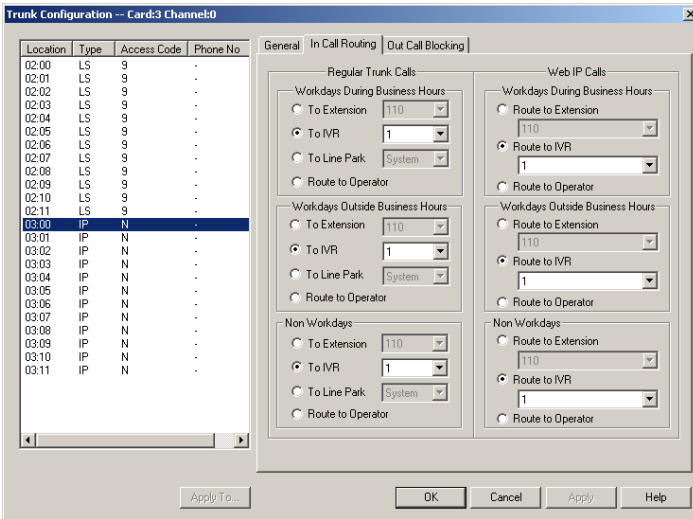 Trunk Configuration -- Card:3 Channel:0
General In Call Routing Out Call Blocking
Location Type Access Code Phone No
02:00 LS 9 -
02:01 LS 9 -
02:02 LS 9 -
02:03 LS 9 -
02:04 LS 9 -
02:05 LS 9 -
02:06 LS 9 -
02:07 LS 9 -
02:08 LS 9 -
02:09 LS 9 -
02:10 LS 9 -
02:11 LS 9 -
03:00 IP N -
03:01 IP N -
03:02 IP N -
03:03 IP N -
03:04 IP N -
03:05 IP N -
03:06 IP N -
03:07 IP N -
03:08 IP N -
03:09 IP N -
03:10 IP N -
03:11 IP N -
Regular Trunk Calls
Workdays During Business Hours
To Extension 110
To IVR 1
To Line Park System
Route to Operator
Workdays Outside Business Hours
To Extension 110
To IVR 1
To Line Park System
Route to Operator
Non Workdays
To Extension 110
To IVR 1
To Line Park System
Route to Operator
Web IP Calls
Workdays During Business Hours
Route to Extension
110
Route to IVR
1
Route to Operator
Workdays Outside Business Hours
Route to Extension
110
Route to IVR
1
Route to Operator
Non Workdays
Route to Extension
110
Route to IVR
1
Route to Operator
Apply To... OK Cancel Apply Help